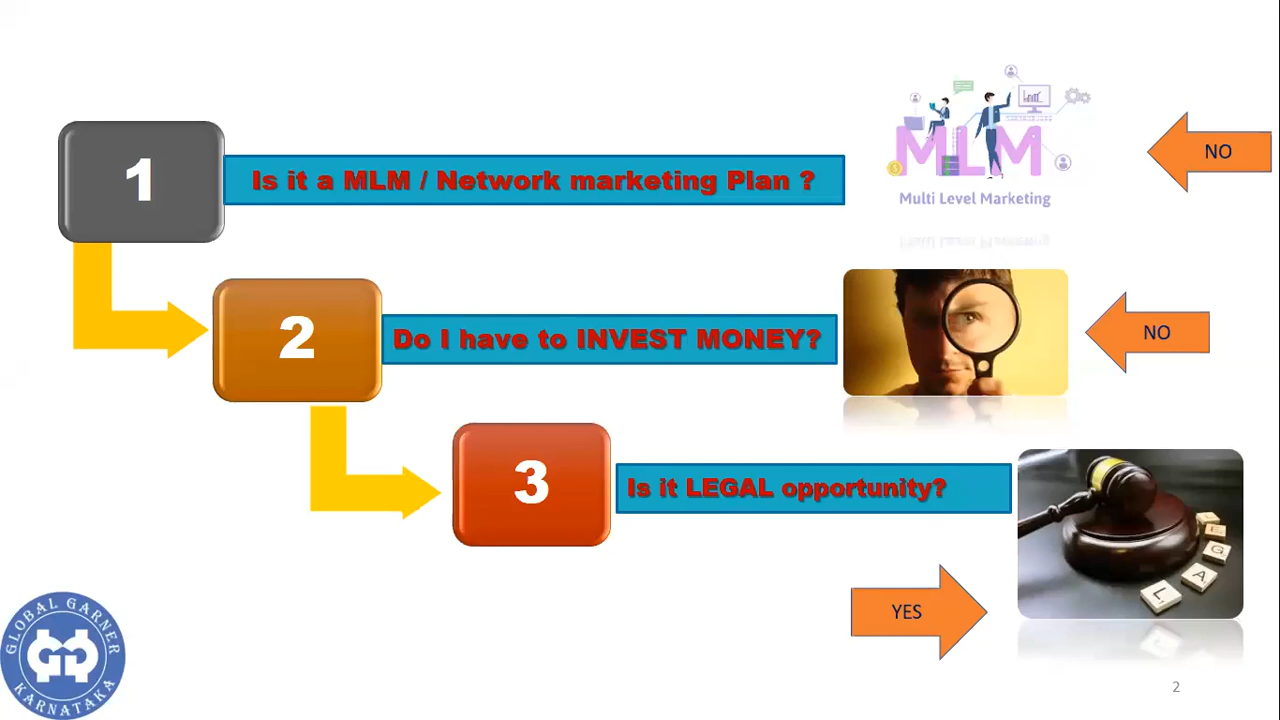 1
Is it a MLM / Network marketing Plan ?
MLM
Multi Level Marketing
NO
2
Do I have to INVEST MONEY?
NO
3
Is it LEGAL opportunity?
LEGAL
YES
GLOBAL GARNER
GG
KARNATAKA
2